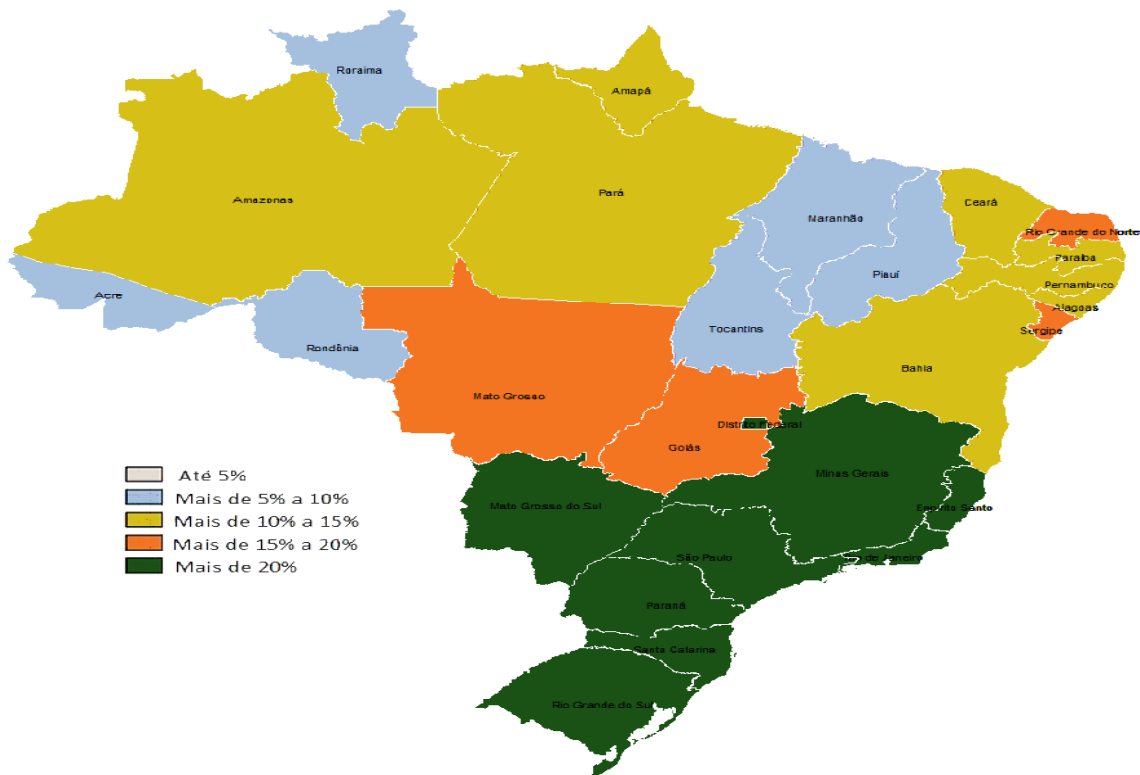 Roraima
Amapá
Amazonas
Pará
Maranhão
Ceará
Rio Grande do Norte
Paraíba
Piauí
Pernambuco
Acre
Alagoas
Sergipe
Tocantins
Rondônia
Bahia
Mato Grosso
Distrito Federal
Goiás
Minas Gerais
Até 5%
Mais de 5% a 10%
Mato Grosso do Sul
Espírito Santo
Mais de 10% a 15%
Mais de 15% a 20%
São Paulo
de Janeiro
Mais de 20%
Paraná
Santa Catarina
Rio Grande do Sul